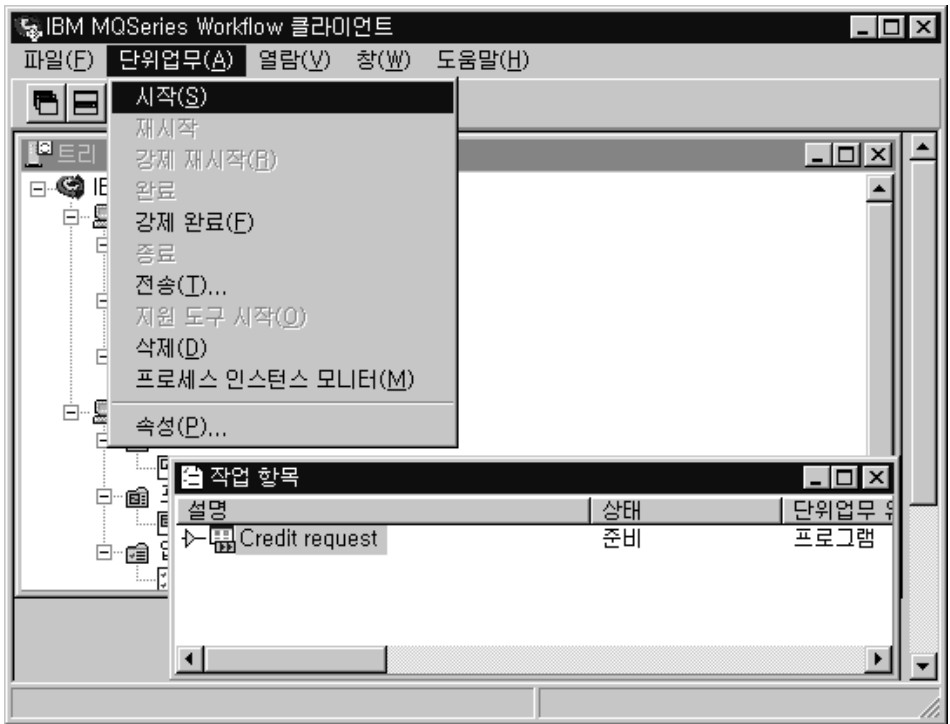 IBM MQSeries Workflow 클라이언트
파일(F) 단위업무(A) 열람(V) 창(W) 도움말(H)
시작(S)
재시작
강제 재시작(R)
완료
강제 완료(F)
종료
전송(T)...
지원 도구 시작(O)
삭제(D)
프로세스 인스턴스 모니터(M)
속성(P)...
트리
작업 항목
설명 상태 단위업무
Credit request 준비 프로그램